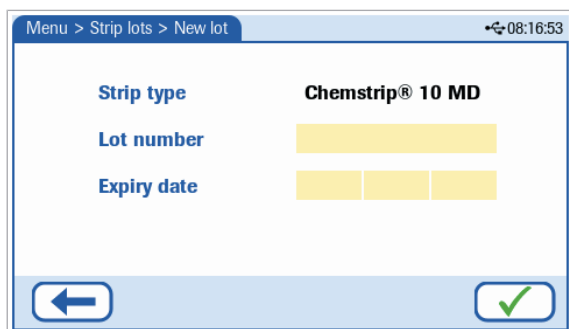 Menu > Strip lots > New lot 08:16:53
Strip type Chemstrip® 10 MD
Lot number
Expiry date